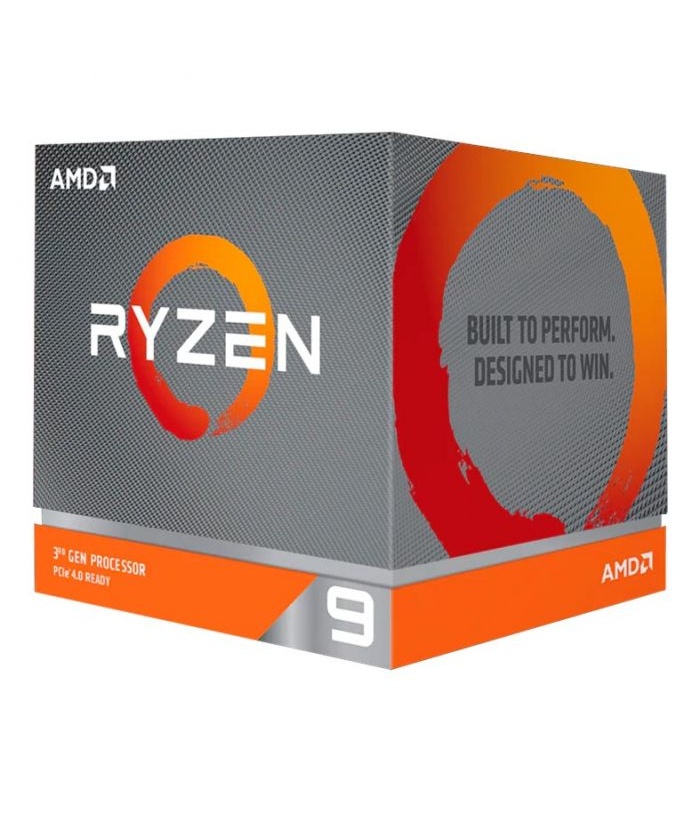 AMD
RYZEN
3RD GEN PROCESSOR
PCIe® 4.0 READY
9
BUILT TO PERFORM.
DESIGNED TO WIN.
AMD